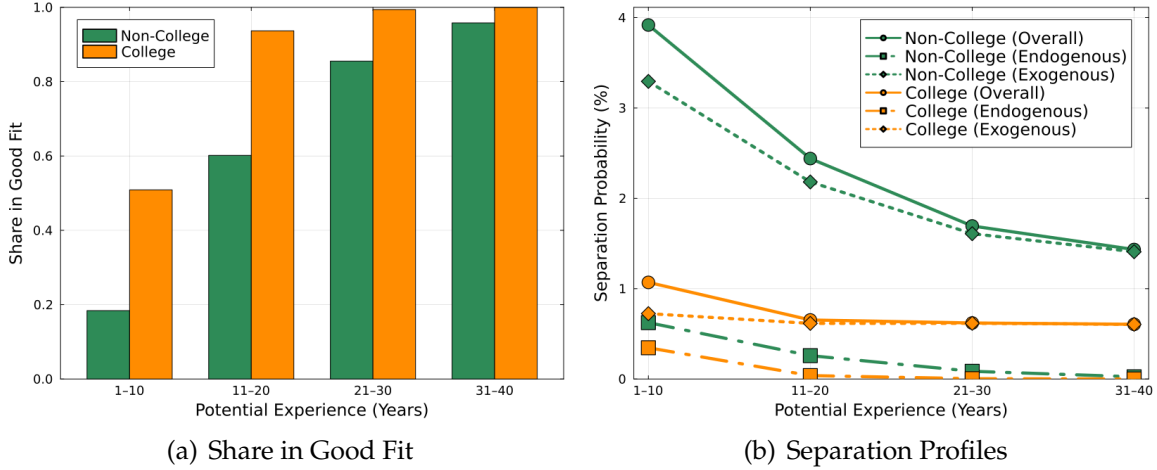 Share in Good Fit
1.0
0.8
0.6
0.4
0.2
0.0
Non-College
College
1–10
11–20
21–30
31–40
Potential Experience (Years)
(a) Share in Good Fit
Separation Probability (%)
4
3
2
1
0
Non-College (Overall)
Non-College (Endogenous)
Non-College (Exogenous)
College (Overall)
College (Endogenous)
College (Exogenous)
1–10
11–20
21–30
31–40
Potential Experience (Years)
(b) Separation Profiles